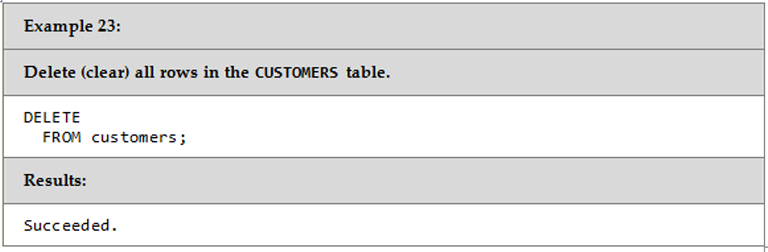 Example 23:
Delete (clear) all rows in the CUSTOMERS table.
DELETE
  FROM customers;
Results:
Succeeded.